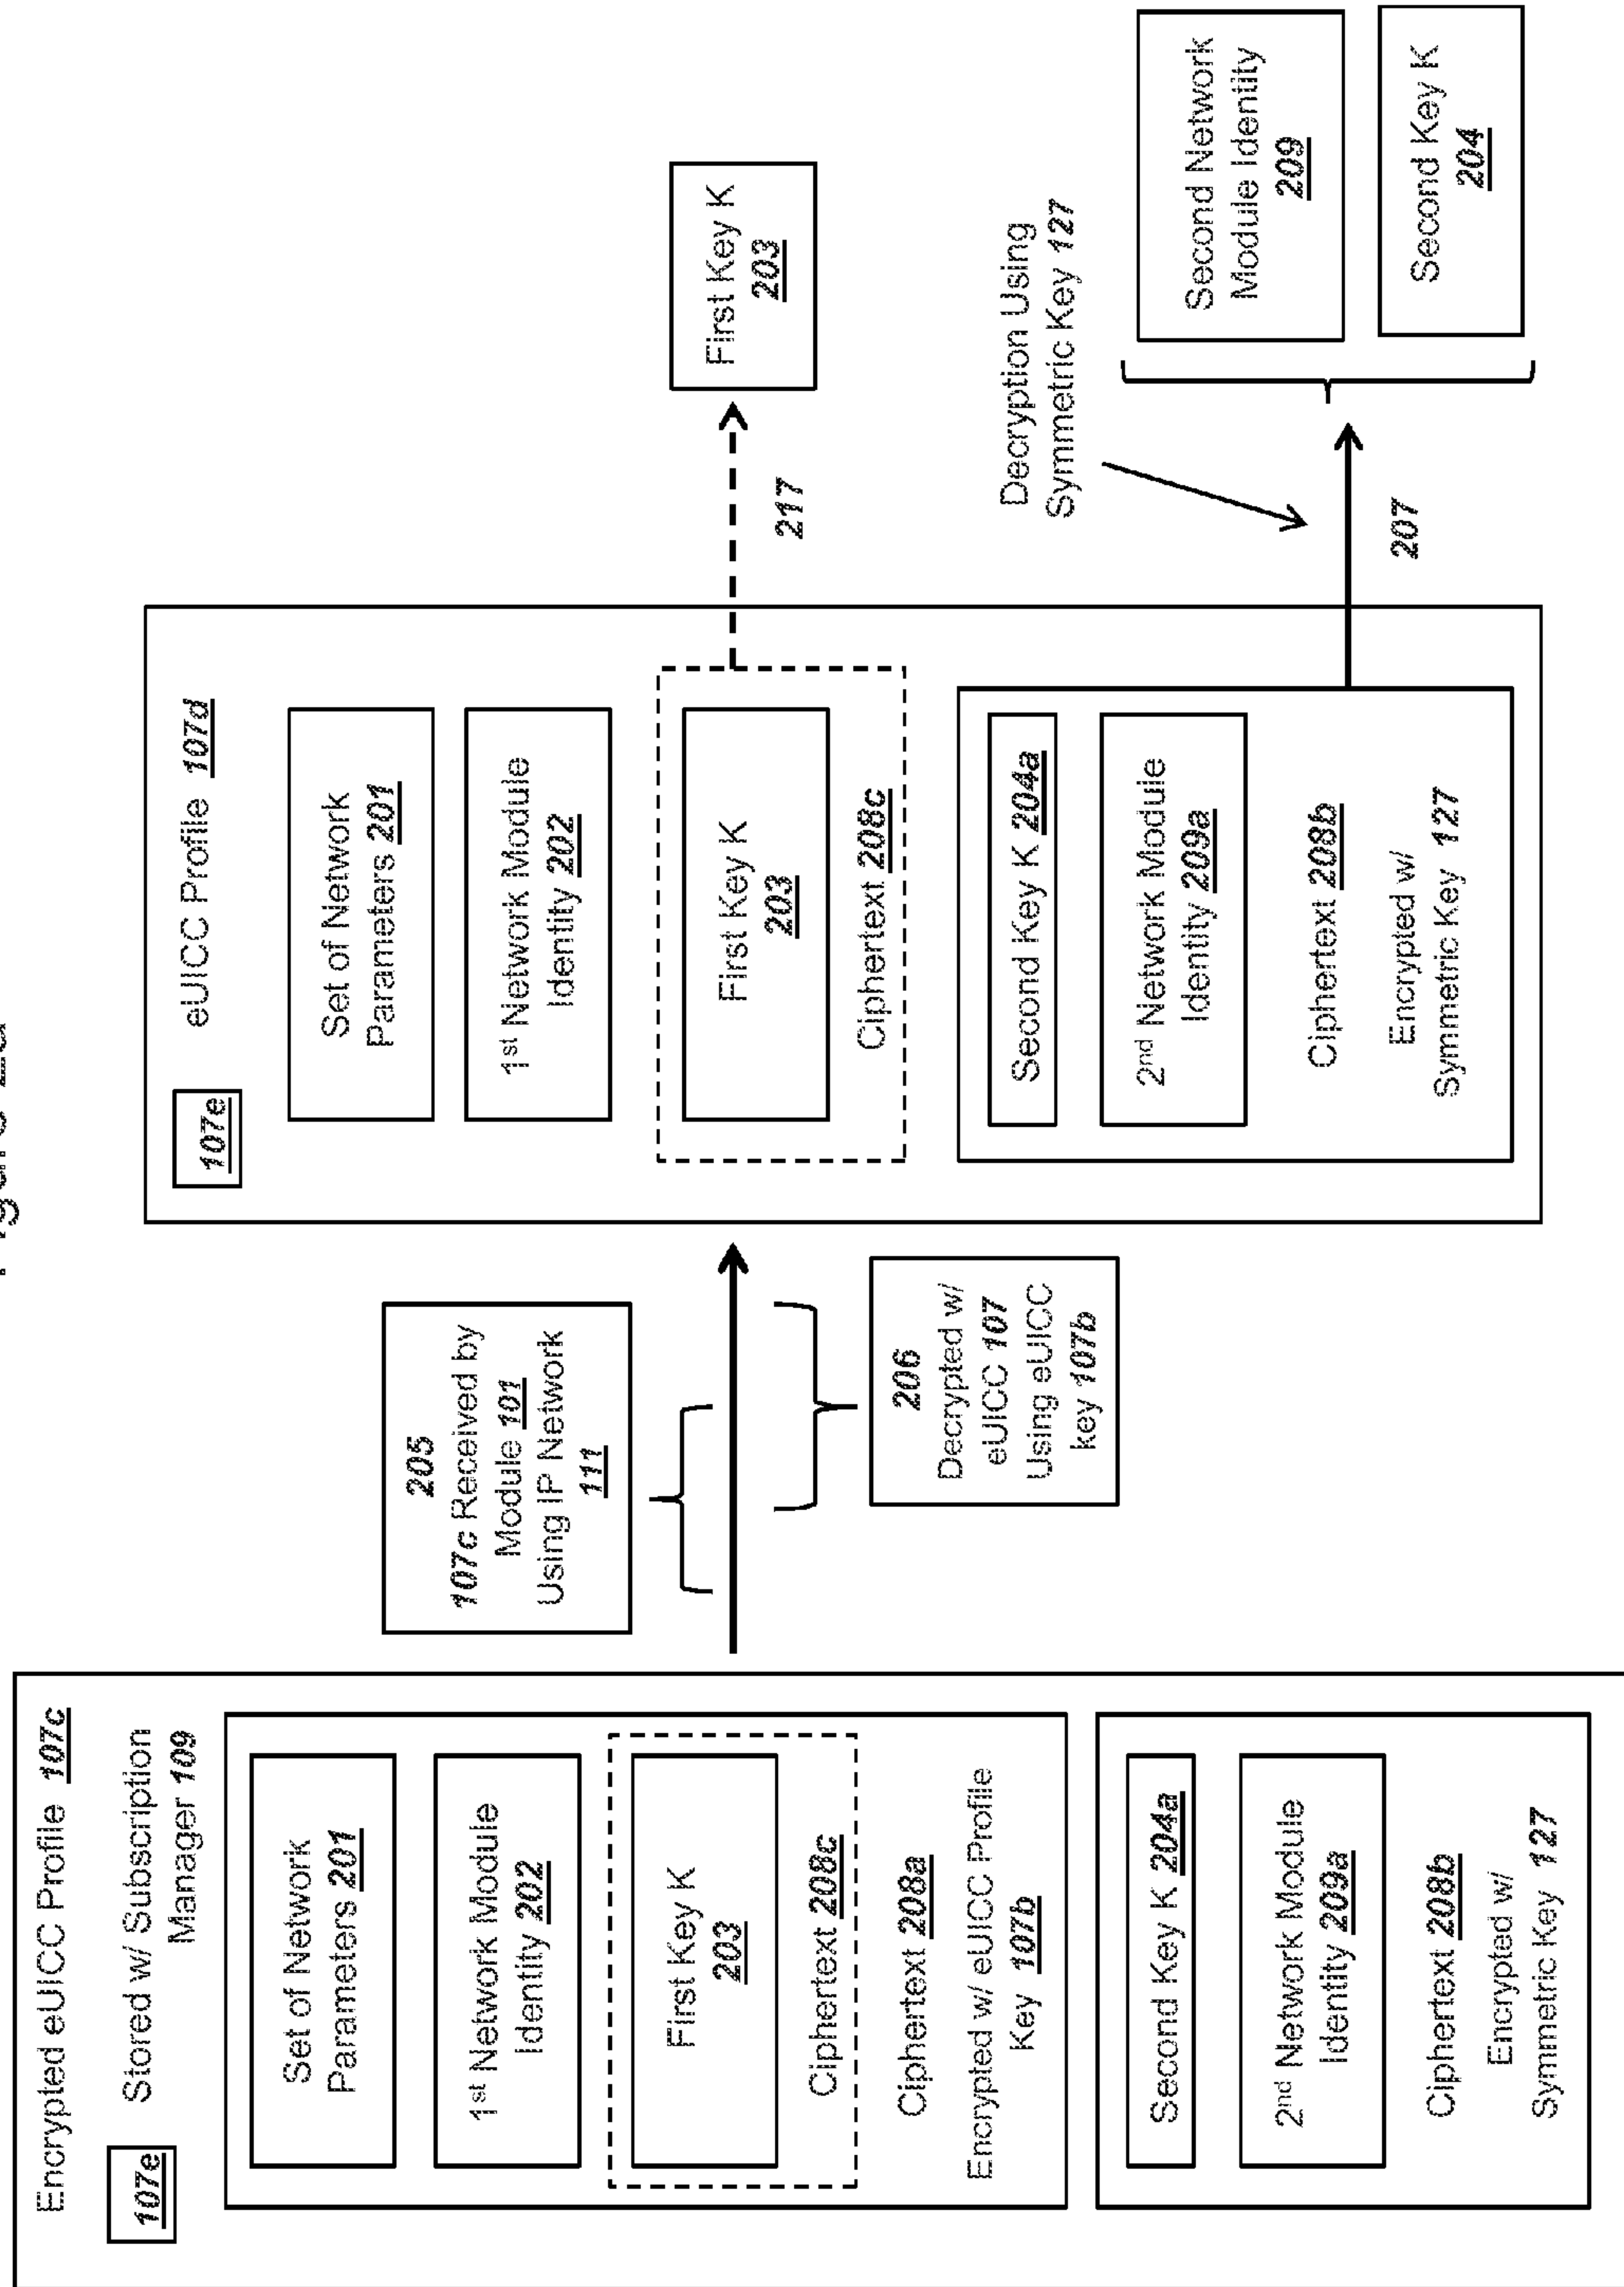 Encrypted eUICC Profile 107c
107e
Stored w/ Subscription
Manager 109
Set of Network
Parameters 201
1st Network Module
Identity 202
First Key K
203
Ciphertext 208c
Ciphertext 208a
Encrypted w/ eUICC Profile
Key 107b
Second Key K 204a
2nd Network Module
Identity 209a
Ciphertext 208b
Encrypted w/
Symmetric Key 127
205
107c Received by
Module 101
Using IP Network
111
206
Decrypted w/
eUICC 107
Using eUICC
key 107b
107e
eUICC Profile 107d
Set of Network
Parameters 201
1st Network Module
Identity 202
First Key K
203
Ciphertext 208c
Second Key K 204a
2nd Network Module
Identity 209a
Ciphertext 208b
Encrypted w/
Symmetric Key 127
217
First Key K
203
Decryption Using
Symmetric Key 127
207
Second Network
Module Identity
209
Second Key K
204